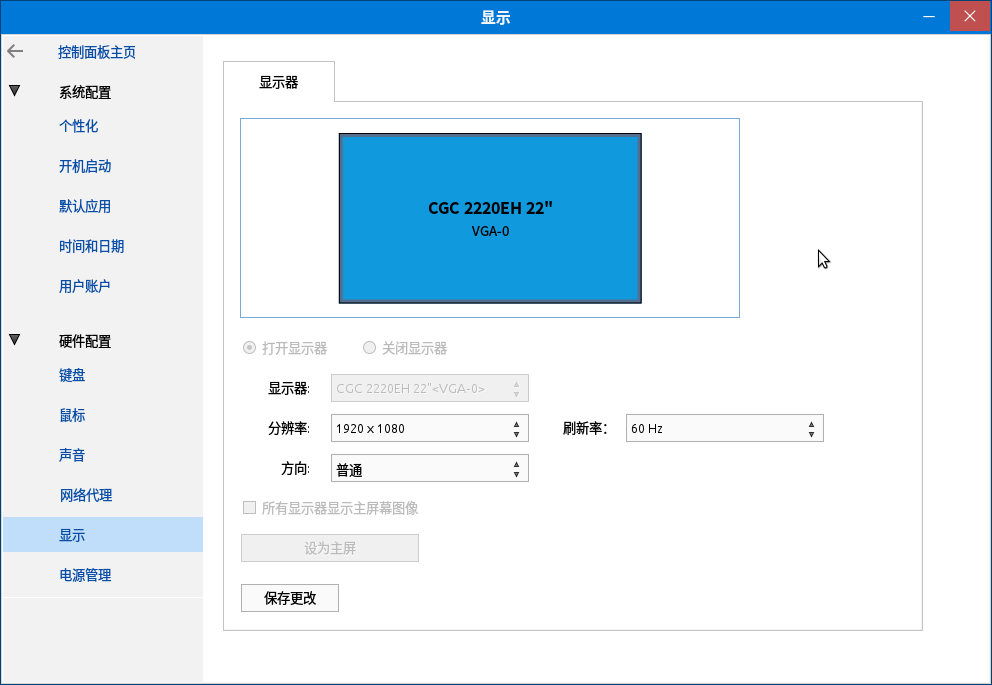 显示
控制面板主页
系统配置
个性化
开机启动
默认应用
时间和日期
用户账户
硬件配置
键盘
鼠标
声音
网络代理
显示
电源管理
显示器
CGC 2220EH 22"
VGA-0
打开显示器 关闭显示器
显示器: CGC 2220EH 22"<VGA-0>
分辨率: 1920 x 1080 刷新率: 60 Hz
方向: 普通
所有显示器显示主屏幕图像
设为主屏
保存更改